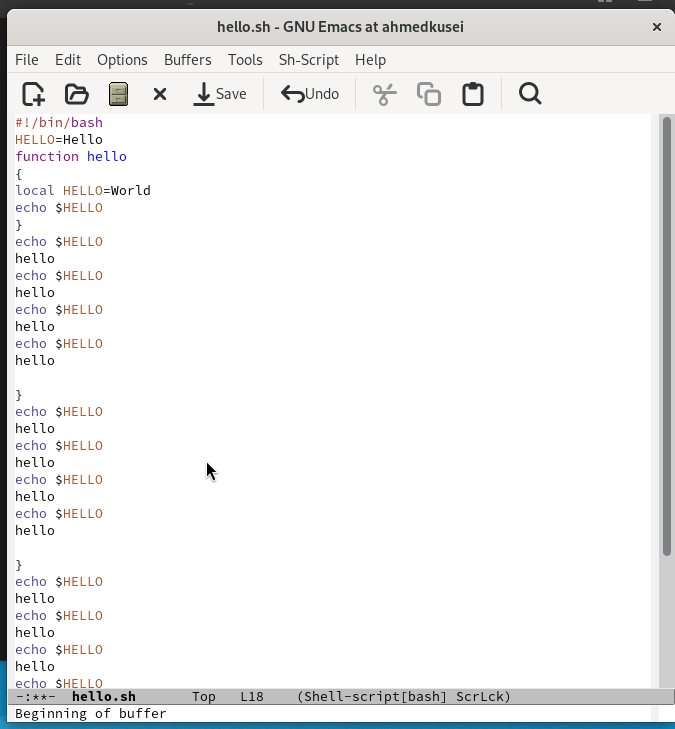 hello.sh - GNU Emacs at ahmedkusei
File Edit Options Buffers Tools Sh-Script Help
Save Undo
#!/bin/bash
HELLO=Hello
function hello
{
local HELLO=World
echo $HELLO
}
echo $HELLO
hello
echo $HELLO
hello
echo $HELLO
hello
echo $HELLO
hello

}
echo $HELLO
hello
echo $HELLO
hello
echo $HELLO
hello
echo $HELLO
hello

}
echo $HELLO
hello
echo $HELLO
hello
echo $HELLO
hello
echo $HELLO
-:**- hello.sh Top L18 (Shell-script[bash] ScrLck)
Beginning of buffer